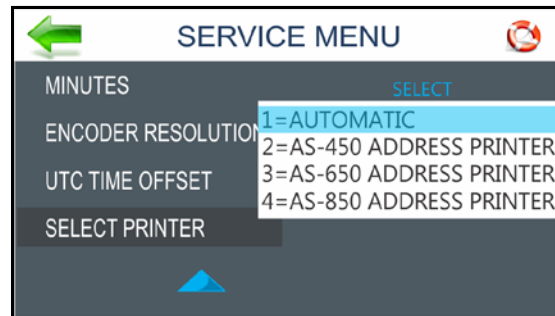 SERVICE MENU
MINUTES
SELECT
1=AUTOMATIC
ENCODER RESOLUTION
2=AS-450 ADDRESS PRINTER
3=AS-650 ADDRESS PRINTER
UTC TIME OFFSET
4=AS-850 ADDRESS PRINTER
SELECT PRINTER